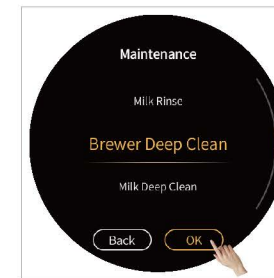 Maintenance
Milk Rinse
Brewer Deep Clean
Milk Deep Clean
Back OK